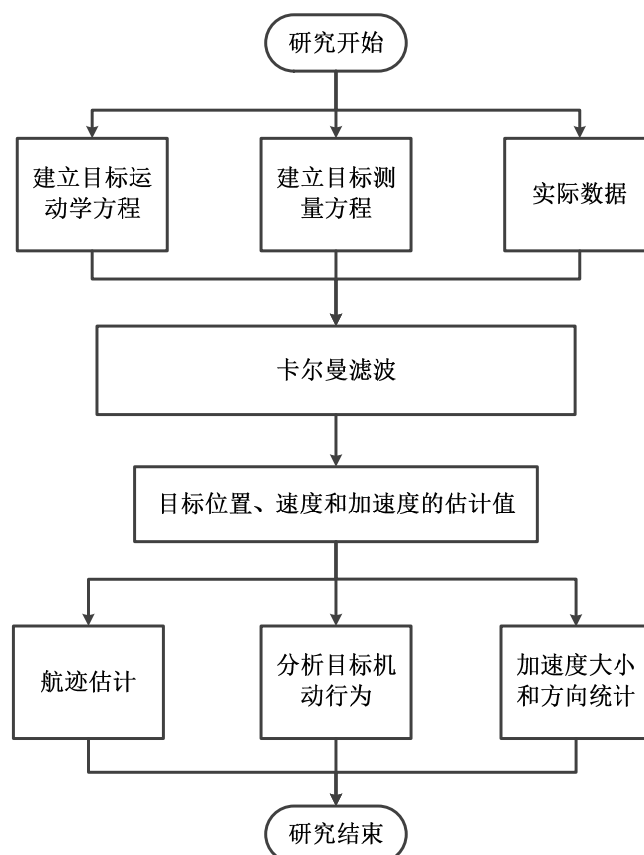 研究开始
建立目标运
动学方程
建立目标测
量方程
实际数据
卡尔曼滤波
目标位置、速度和加速度的估计值
航迹估计
分析目标机
动行为
加速度大小
和方向统计
研究结束